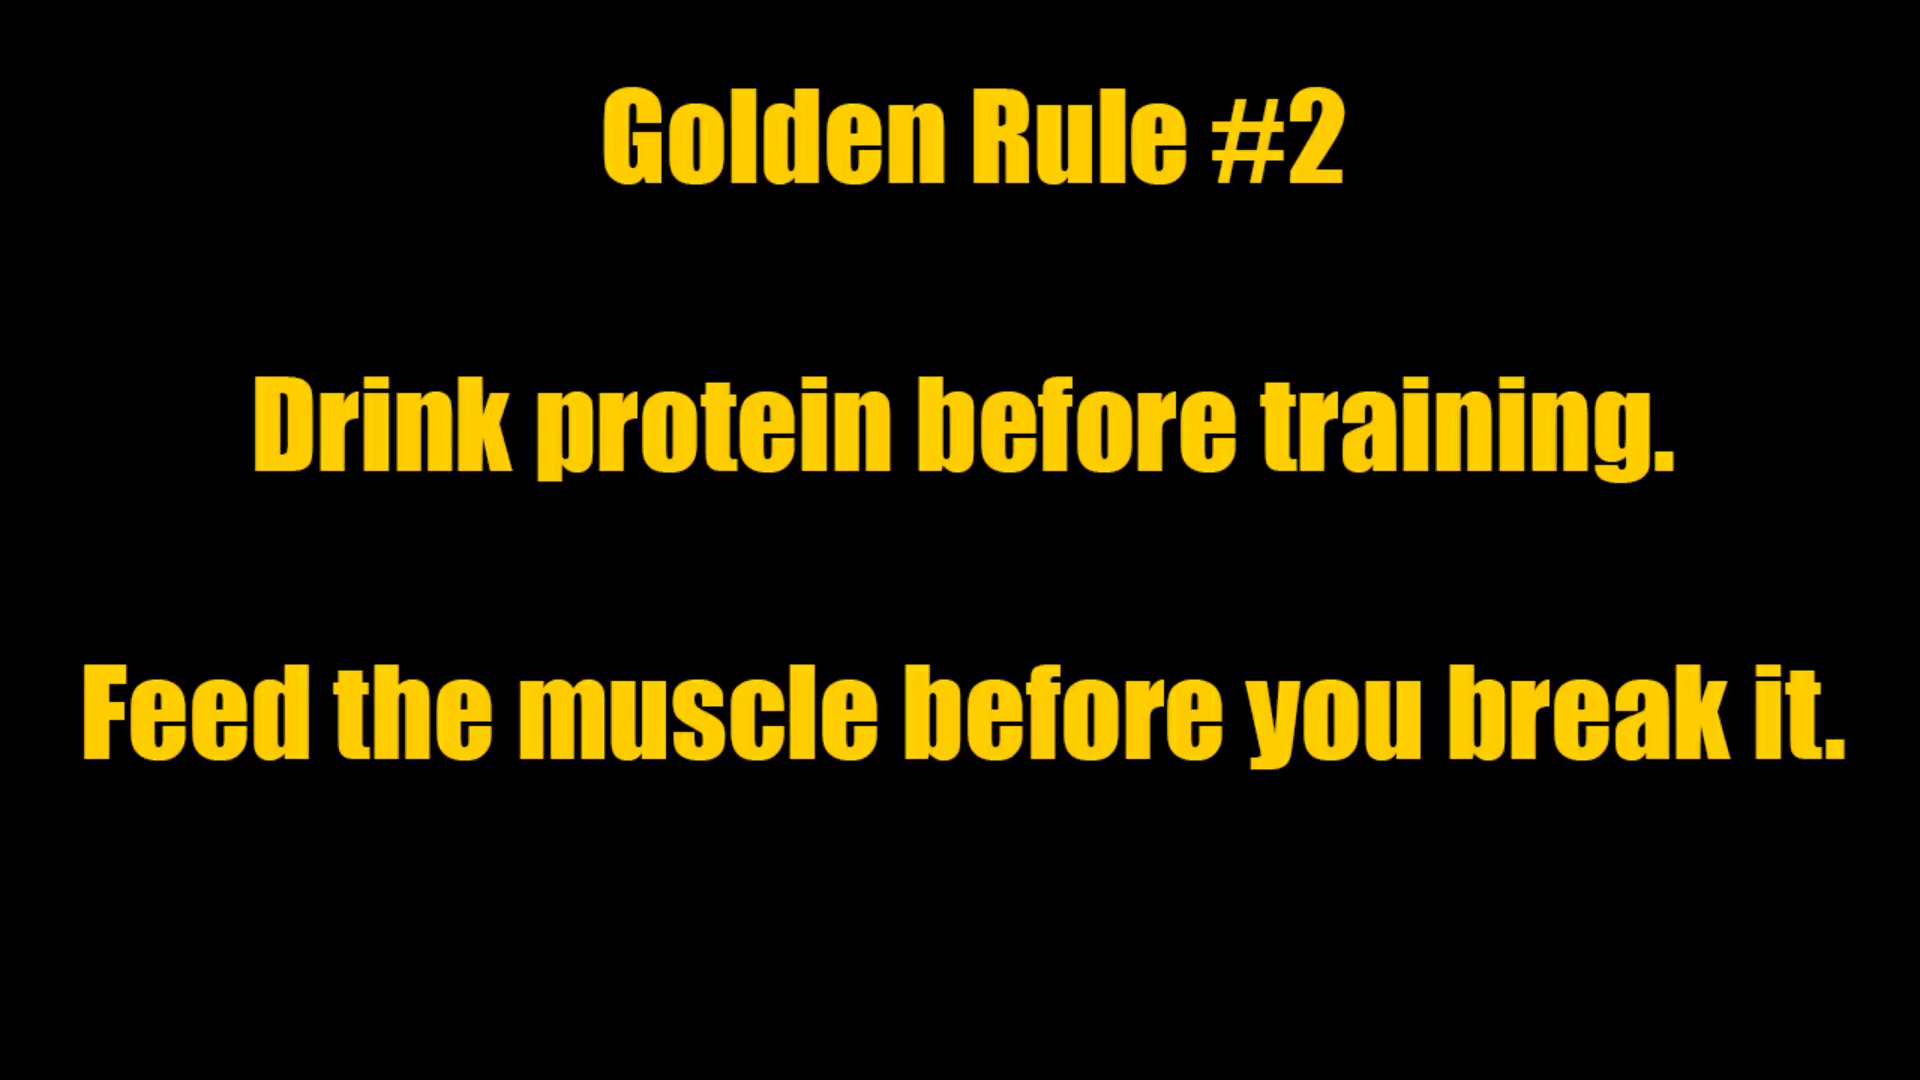 Golden Rule #2
Drink protein before training.
Feed the muscle before you break it.